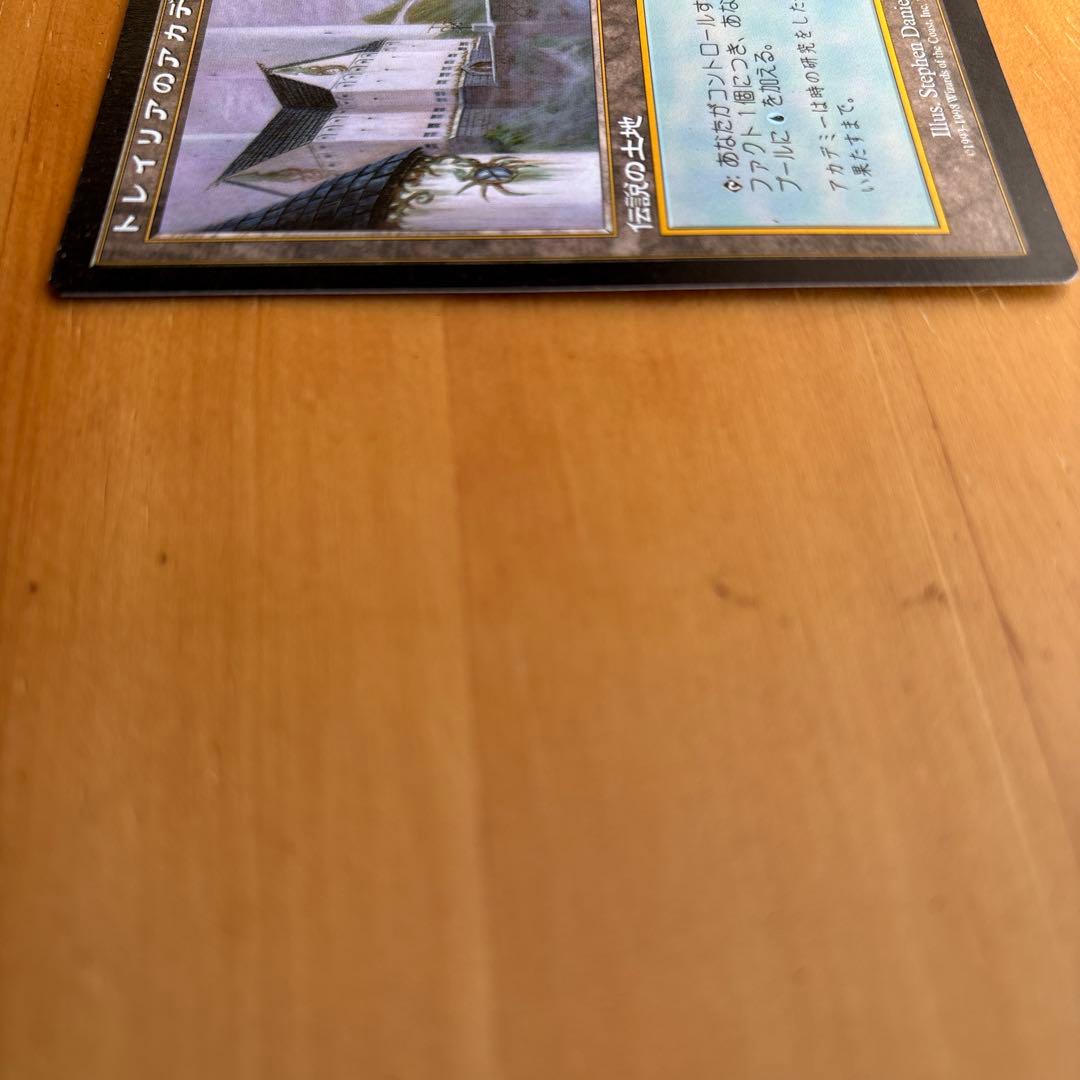 トレイリアのアカデ
伝説の土地
: あなたがコントロールす
ファクト1個につき、あな
プールに を加える。
アカデミーは時の研究をした
い果たすまで。
Illus. Stephen Danie
©1993-1998 Wizards of the Coast, Inc.